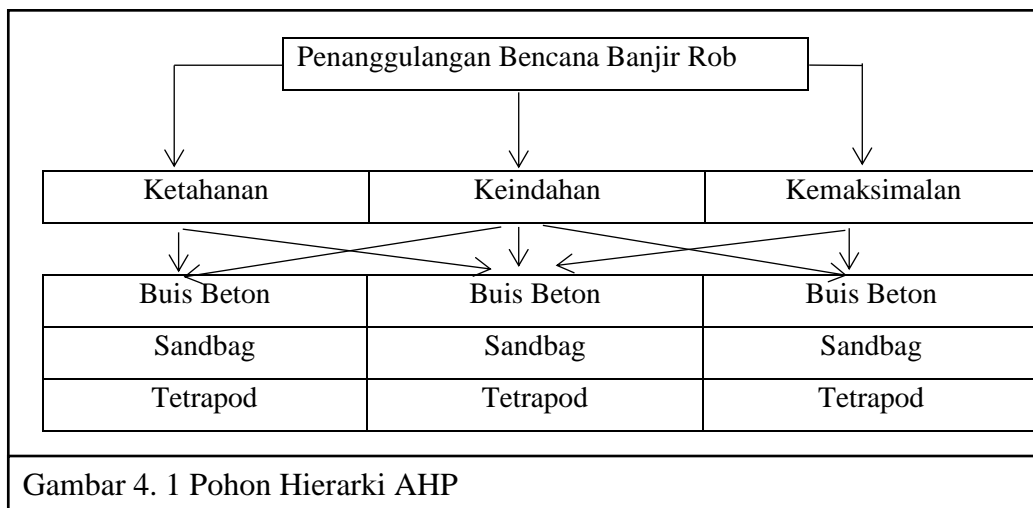 Penanggulangan Bencana Banjir Rob
Ketahanan Keindahan Kemaksimalan
Buis Beton Buis Beton Buis Beton
Sandbag Sandbag Sandbag
Tetrapod Tetrapod Tetrapod
Gambar 4. 1 Pohon Hierarki AHP